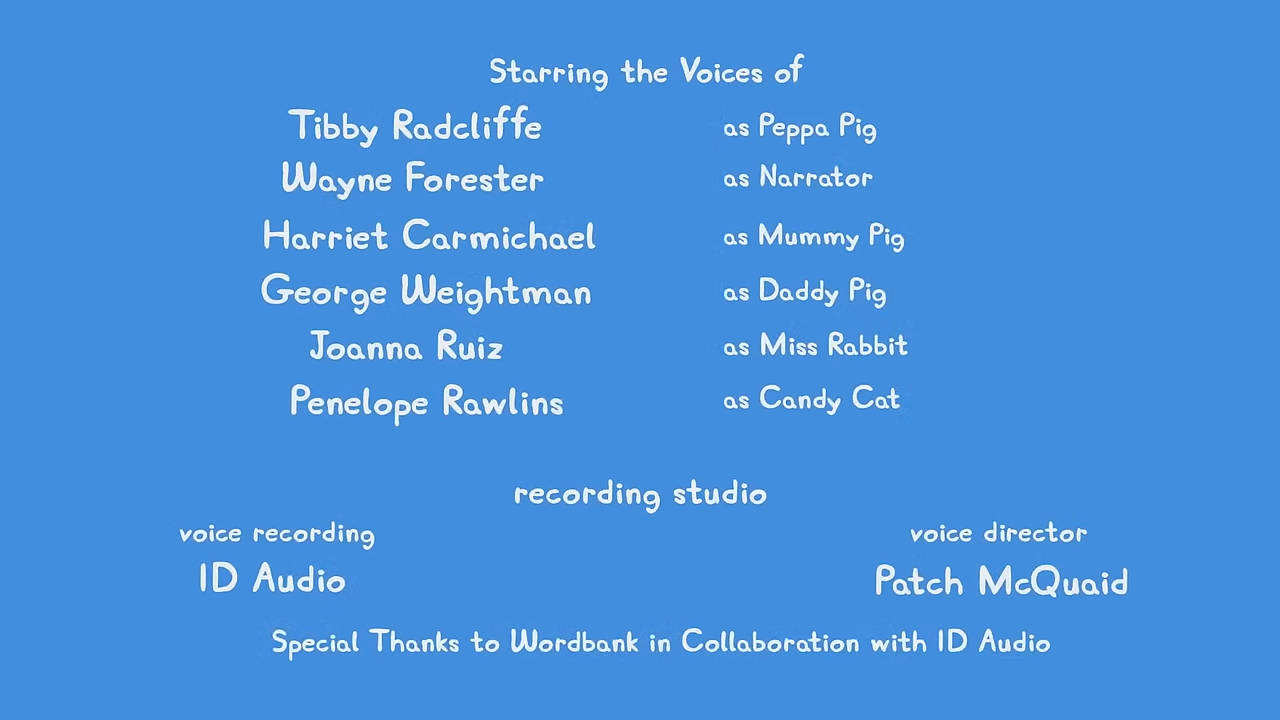 Starring the Voices of
Tibby Radcliffe as Peppa Pig
Wayne Forester as Narrator
Harriet Carmichael as Mummy Pig
George Weightman as Daddy Pig
Joanna Ruiz as Miss Rabbit
Penelope Rawlins as Candy Cat
recording studio
voice recording voice director
ID Audio Patch McQuaid
Special Thanks to Wordbank in Collaboration with ID Audio